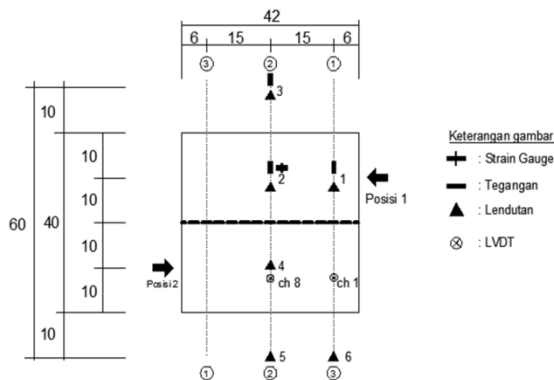 42
6 15 15 6
3 2 1
3
10
10
10
10
10
10
60 40
2 1
Posisi 1
4
ch 8 ch 1
Posisi 2
5 6
1 2 3
Keterangan gambar
: Strain Gauge
: Tegangan
: Lendutan
: LVDT